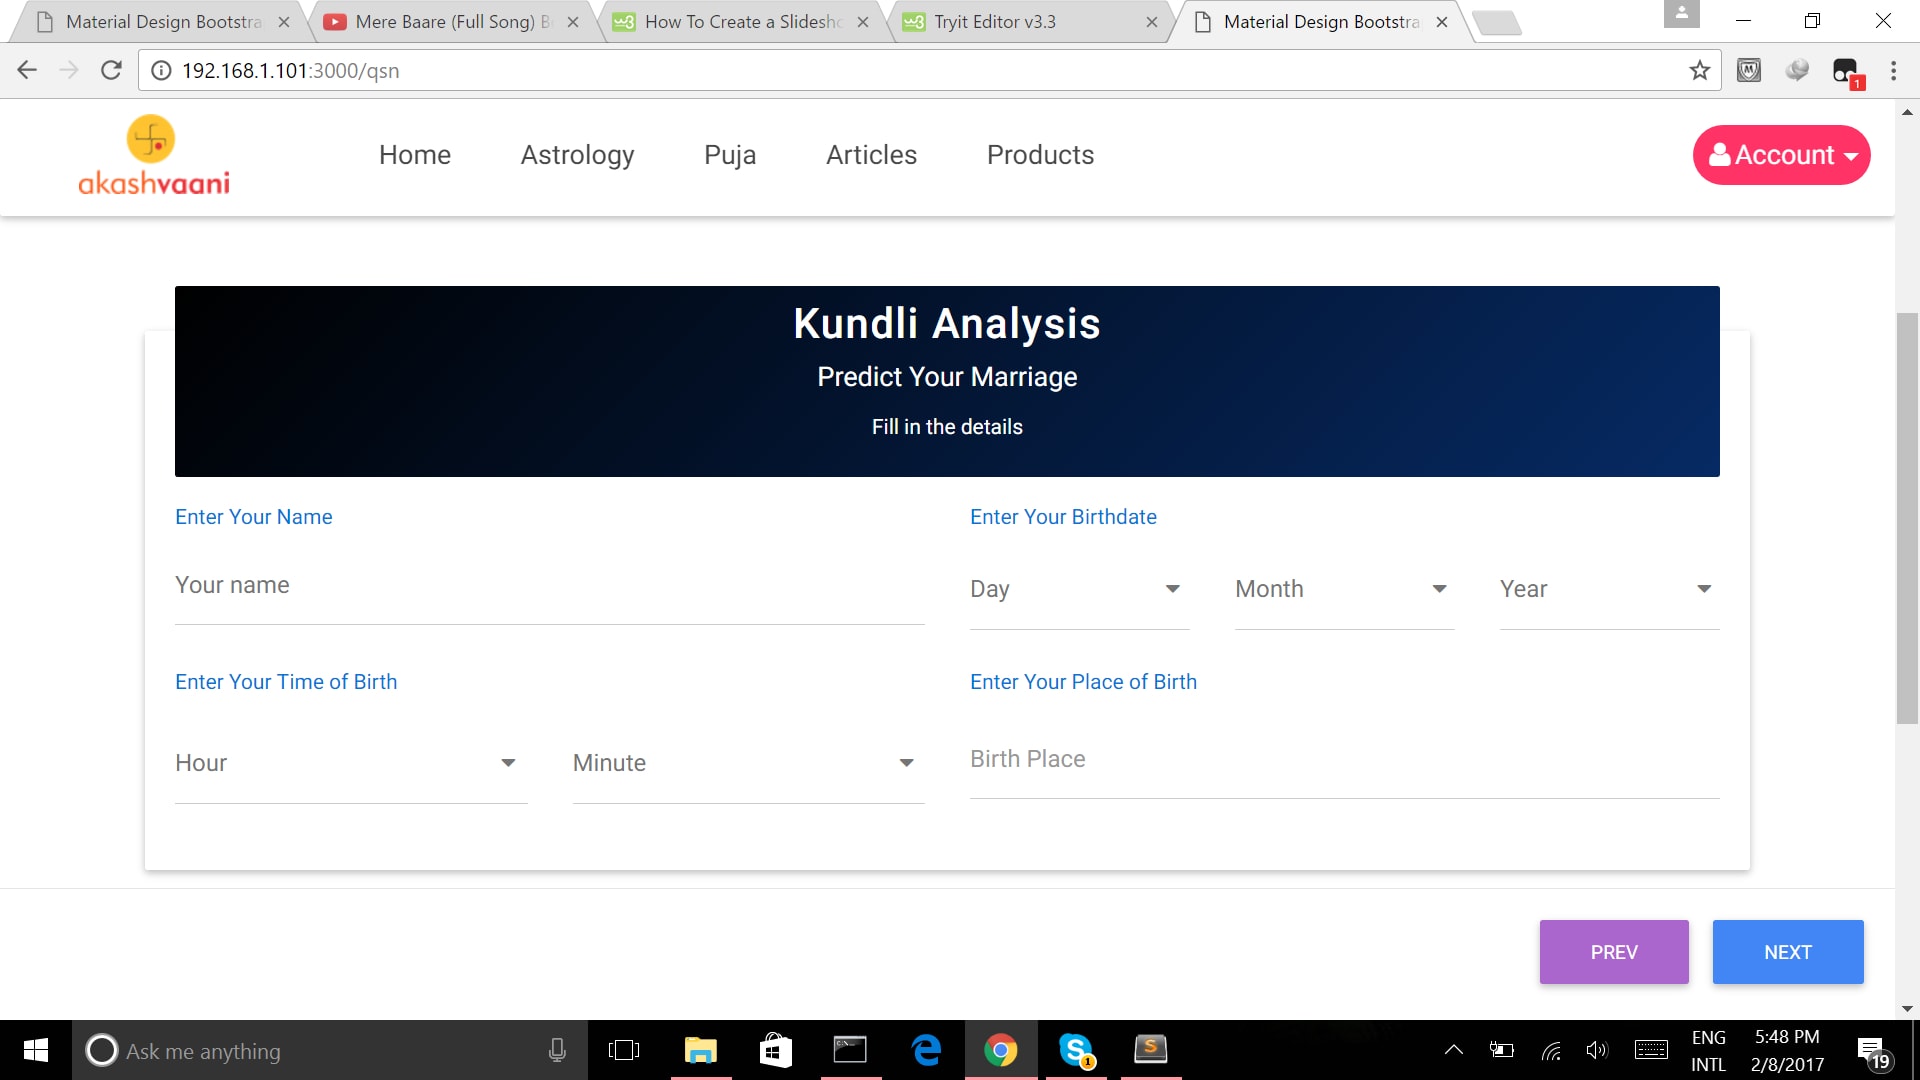 Material Design Bootstra
Mere Baare (Full Song) B
How To Create a Slidesho
Tryit Editor v3.3
Material Design Bootstra
192.168.1.101:3000/qsn
1
akashvaani
Home
Astrology
Puja
Articles
Products
Account
Kundli Analysis
Predict Your Marriage
Fill in the details
Enter Your Name
Enter Your Birthdate
Your name
Day
Month
Year
Enter Your Time of Birth
Enter Your Place of Birth
Hour
Minute
Birth Place
PREV
NEXT
Ask me anything
ENG
INTL
5:48 PM
2/8/2017
19